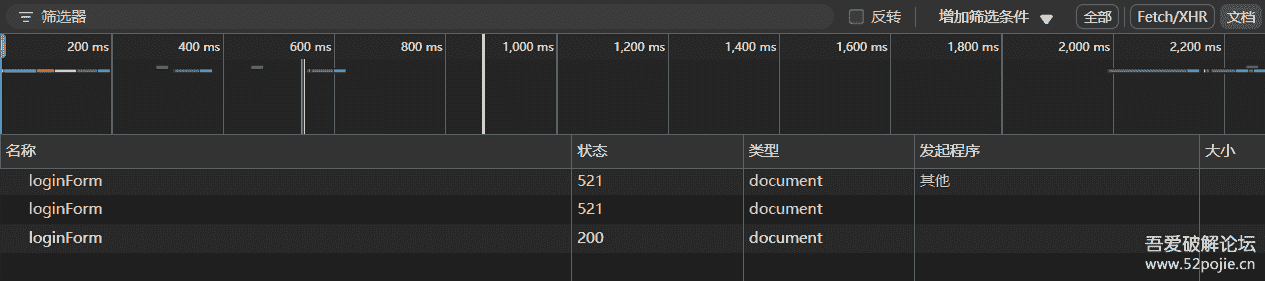 筛选器 反转 增加筛选条件 全部 Fetch/XHR 文档
200 ms 400 ms 600 ms 800 ms 1,000 ms 1,200 ms 1,400 ms 1,600 ms 1,800 ms 2,000 ms 2,200 ms
名称 状态 类型 发起程序 大小
loginForm 521 document 其他
loginForm 521 document
loginForm 200 document
吾爱破解论坛
www.52pojie.cn